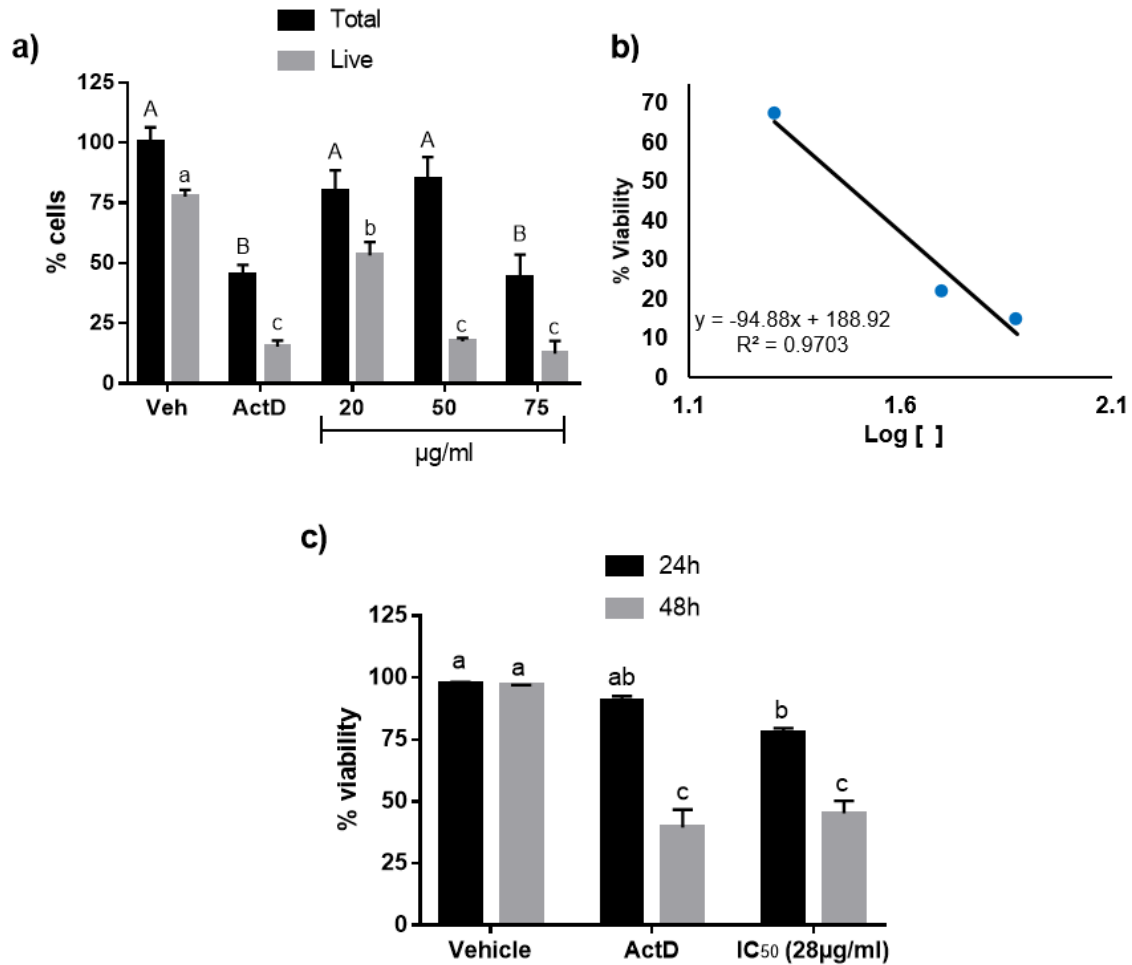 a)
Total
Live
% cells
125
100
75
50
25
0
A
a
B
c
A
b
A
c
B
c
Veh ActD 20 50 75
µg/ml
b)
% Viability
70
60
50
40
30
20
10
0
y = -94.88x + 188.92
R² = 0.9703
1.1 1.6 2.1
Log [ ]
c)
24h
48h
% viability
125
100
75
50
25
0
a
a
ab
c
b
c
Vehicle ActD IC50 (28µg/ml)